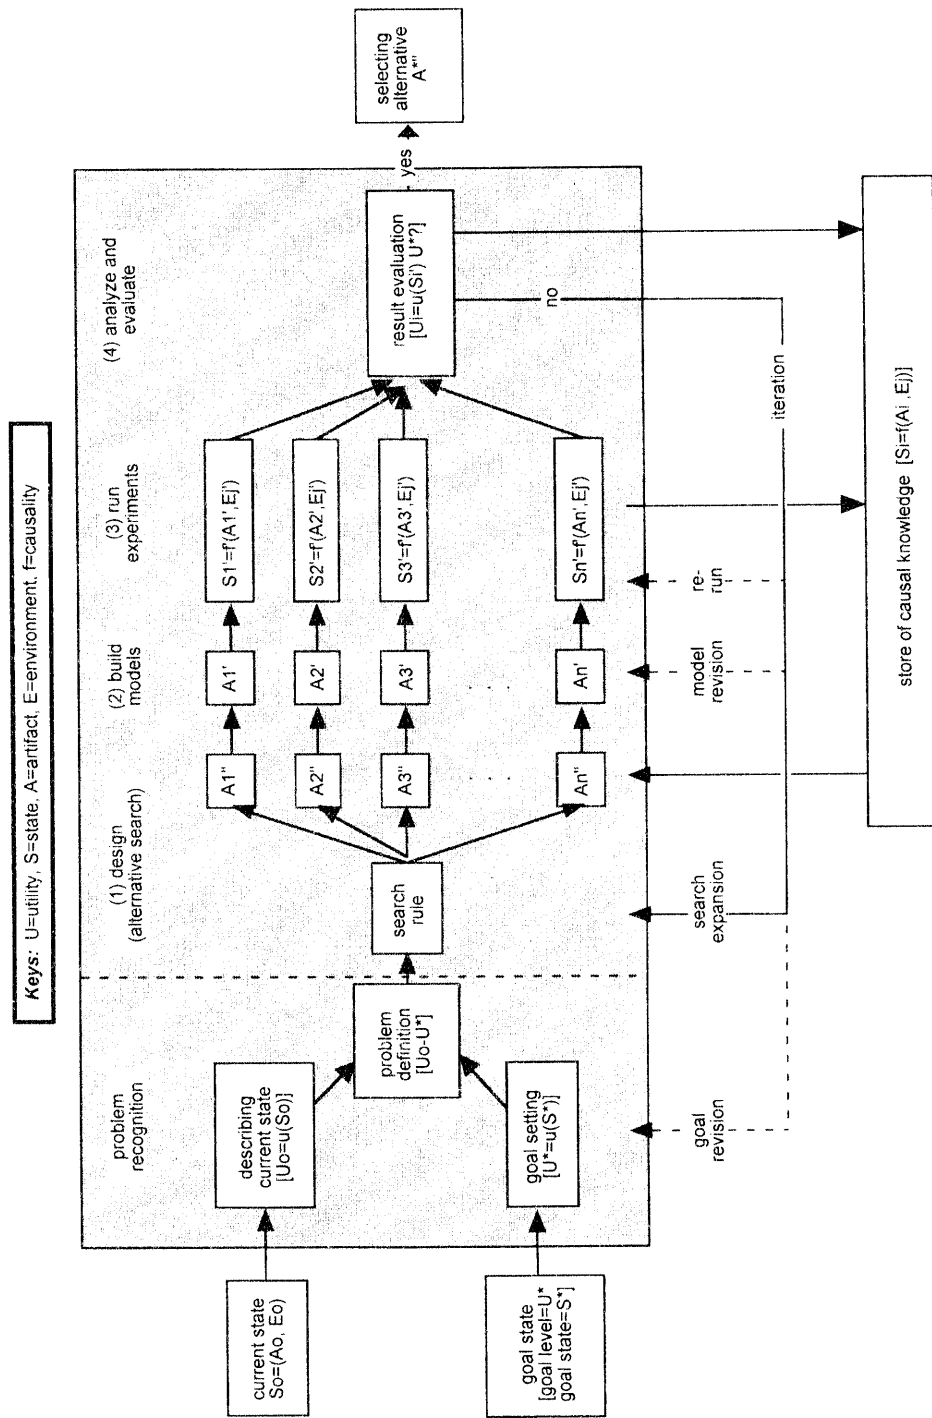 Keys: U=utility, S=state, A=artifact, E=environment, f=causality
problem
recognition
(1) design
(alternative search)
(2) build
models
(3) run
experiments
(4) analyze and
evaluate
current state
So=(Ao, Eo)
describing
current state
[Uo=u(So)]
goal state
[goal level=U*
goal state=S*]
goal setting
[U*=u(S*)]
problem
definition
[Uo-U*]
search
rule
A1"
A1'
S1'=f'(A1',Ej')
A2"
A2'
S2'=f'(A2',Ej')
A3"
A3'
S3'=f'(A3',Ej')
. . . .
. . . .
An"
An'
Sn'=f'(An',Ej')
result evaluation
[Ui=u(Si') U*?]
yes
selecting
alternative
A*"
no
goal
revision
search
expansion
model
revision
re-
run
iteration
store of causal knowledge [Si=f(Ai ,Ej)]